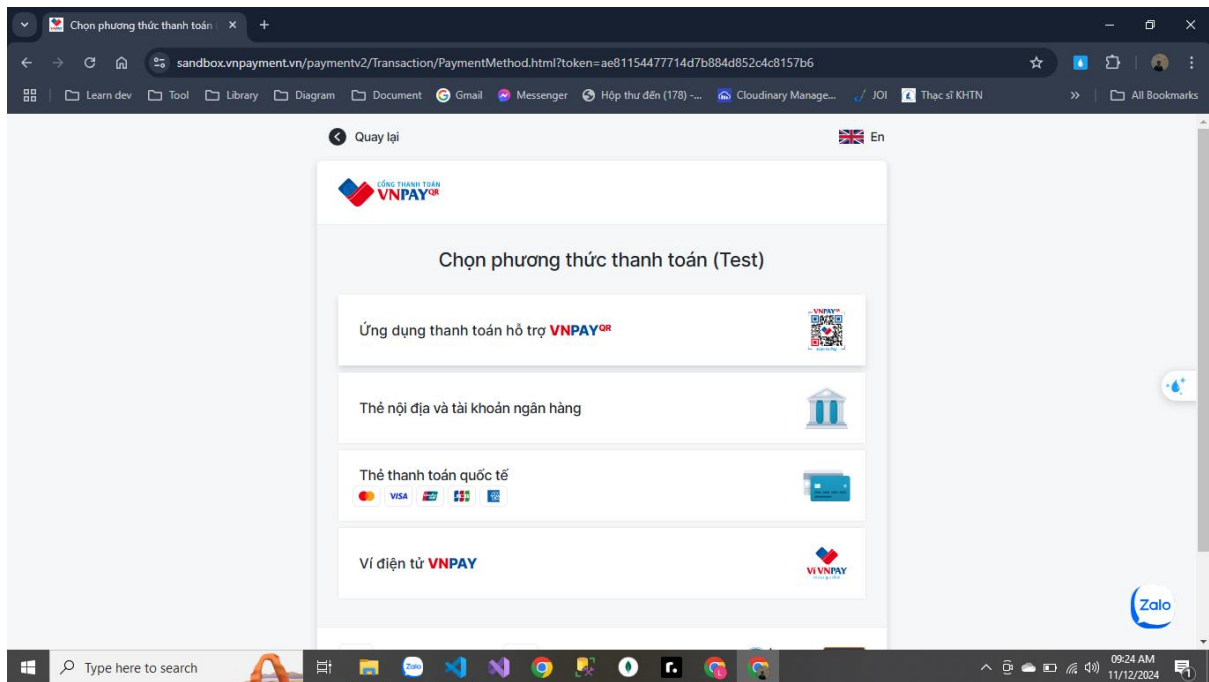 Chọn phương thức thanh toán
sandbox.vnpayment.vn/paymentv2/Transaction/PaymentMethod.html?token=ae81154477714d7b884d852c4c8157b6
Learn dev Tool Library Diagram Document Gmail Messenger Hộp thư đến (178) -... Cloudinary Manage... JOI Thạc sĩ KHTN » All Bookmarks
Quay lại En
CỔNG THANH TOÁN
VNPAYQR
Chọn phương thức thanh toán (Test)
VNPAYQR
Ứng dụng thanh toán hỗ trợ VNPAYQR
Thẻ nội địa và tài khoản ngân hàng
Thẻ thanh toán quốc tế
VISA
Ví điện tử VNPAY
Ví VNPAY
Zalo
Type here to search
Zalo
09:24 AM
11/12/2024
1